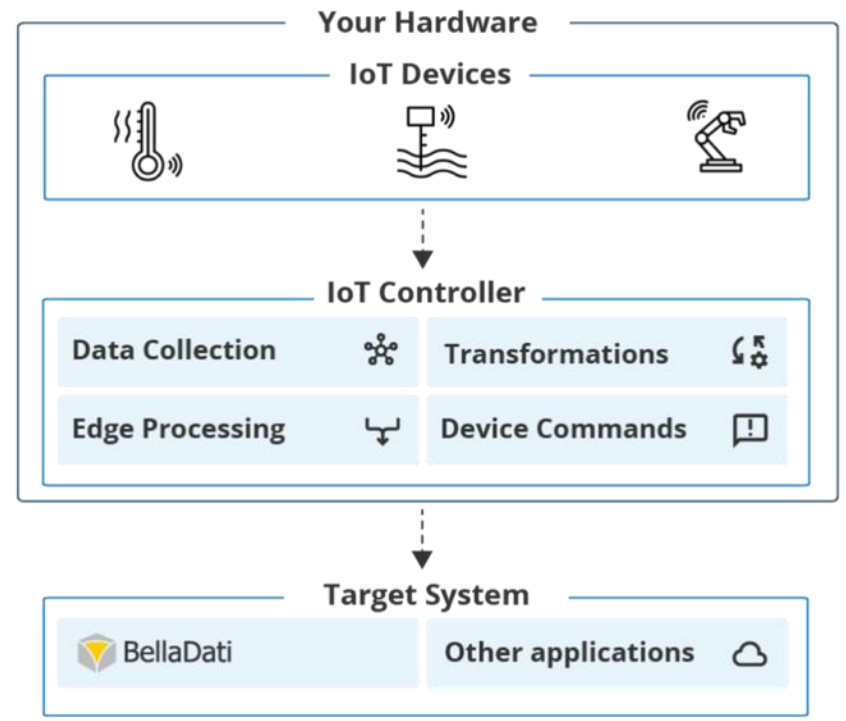 Your Hardware
IoT Devices
IoT Controller
Data Collection
Transformations
Edge Processing
Device Commands
Target System
BellaDati
Other applications